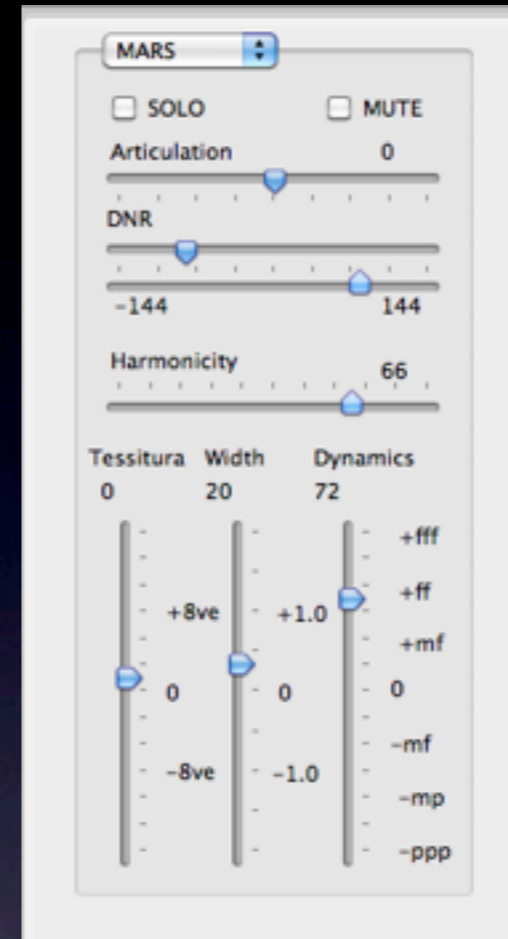 MARS
SOLO MUTE
Articulation 0
DNR
-144 144
Harmonicity 66
Tessitura Width Dynamics
0 20 72
+fff
+ff
+8ve +1.0
+mf
0 0 0
-mf
-8ve -1.0
-mp
-ppp